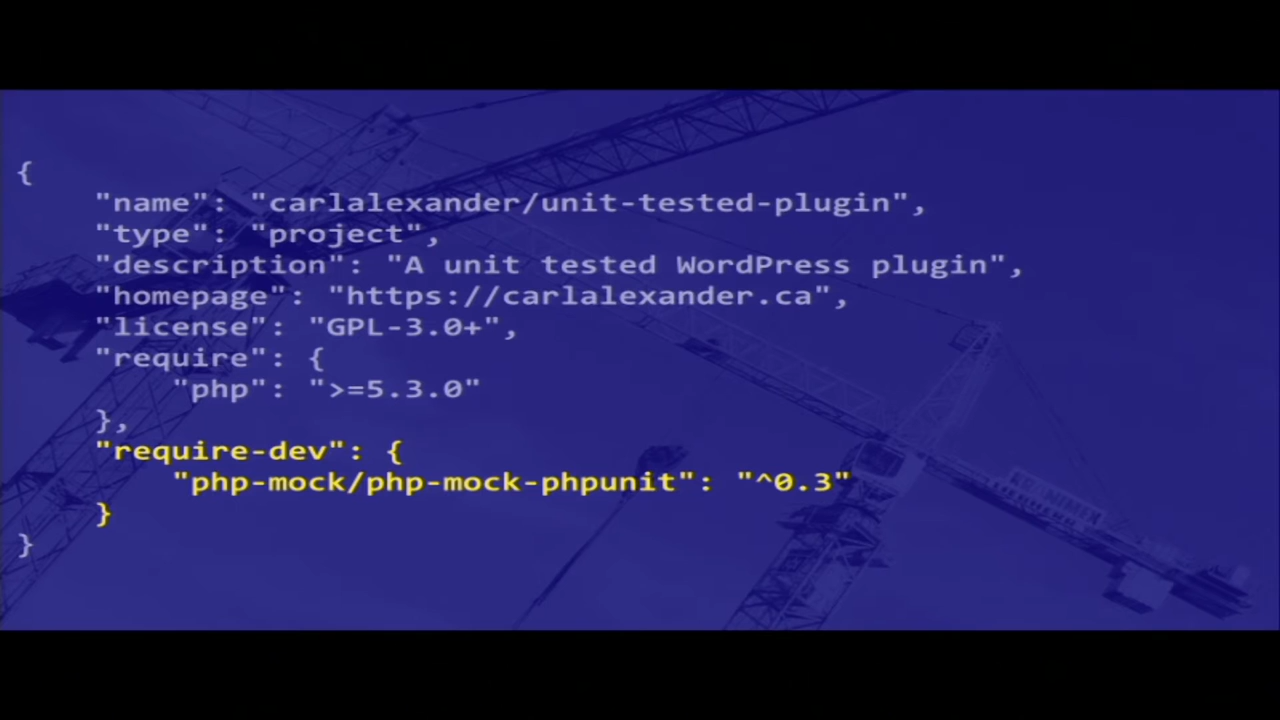 {
    "name": "carlalexander/unit-tested-plugin",
    "type": "project",
    "description": "A unit tested WordPress plugin",
    "homepage": "https://carlalexander.ca",
    "license": "GPL-3.0+",
    "require": {
        "php": ">=5.3.0"
    },
    "require-dev": {
        "php-mock/php-mock-phpunit": "^0.3"
    }
}